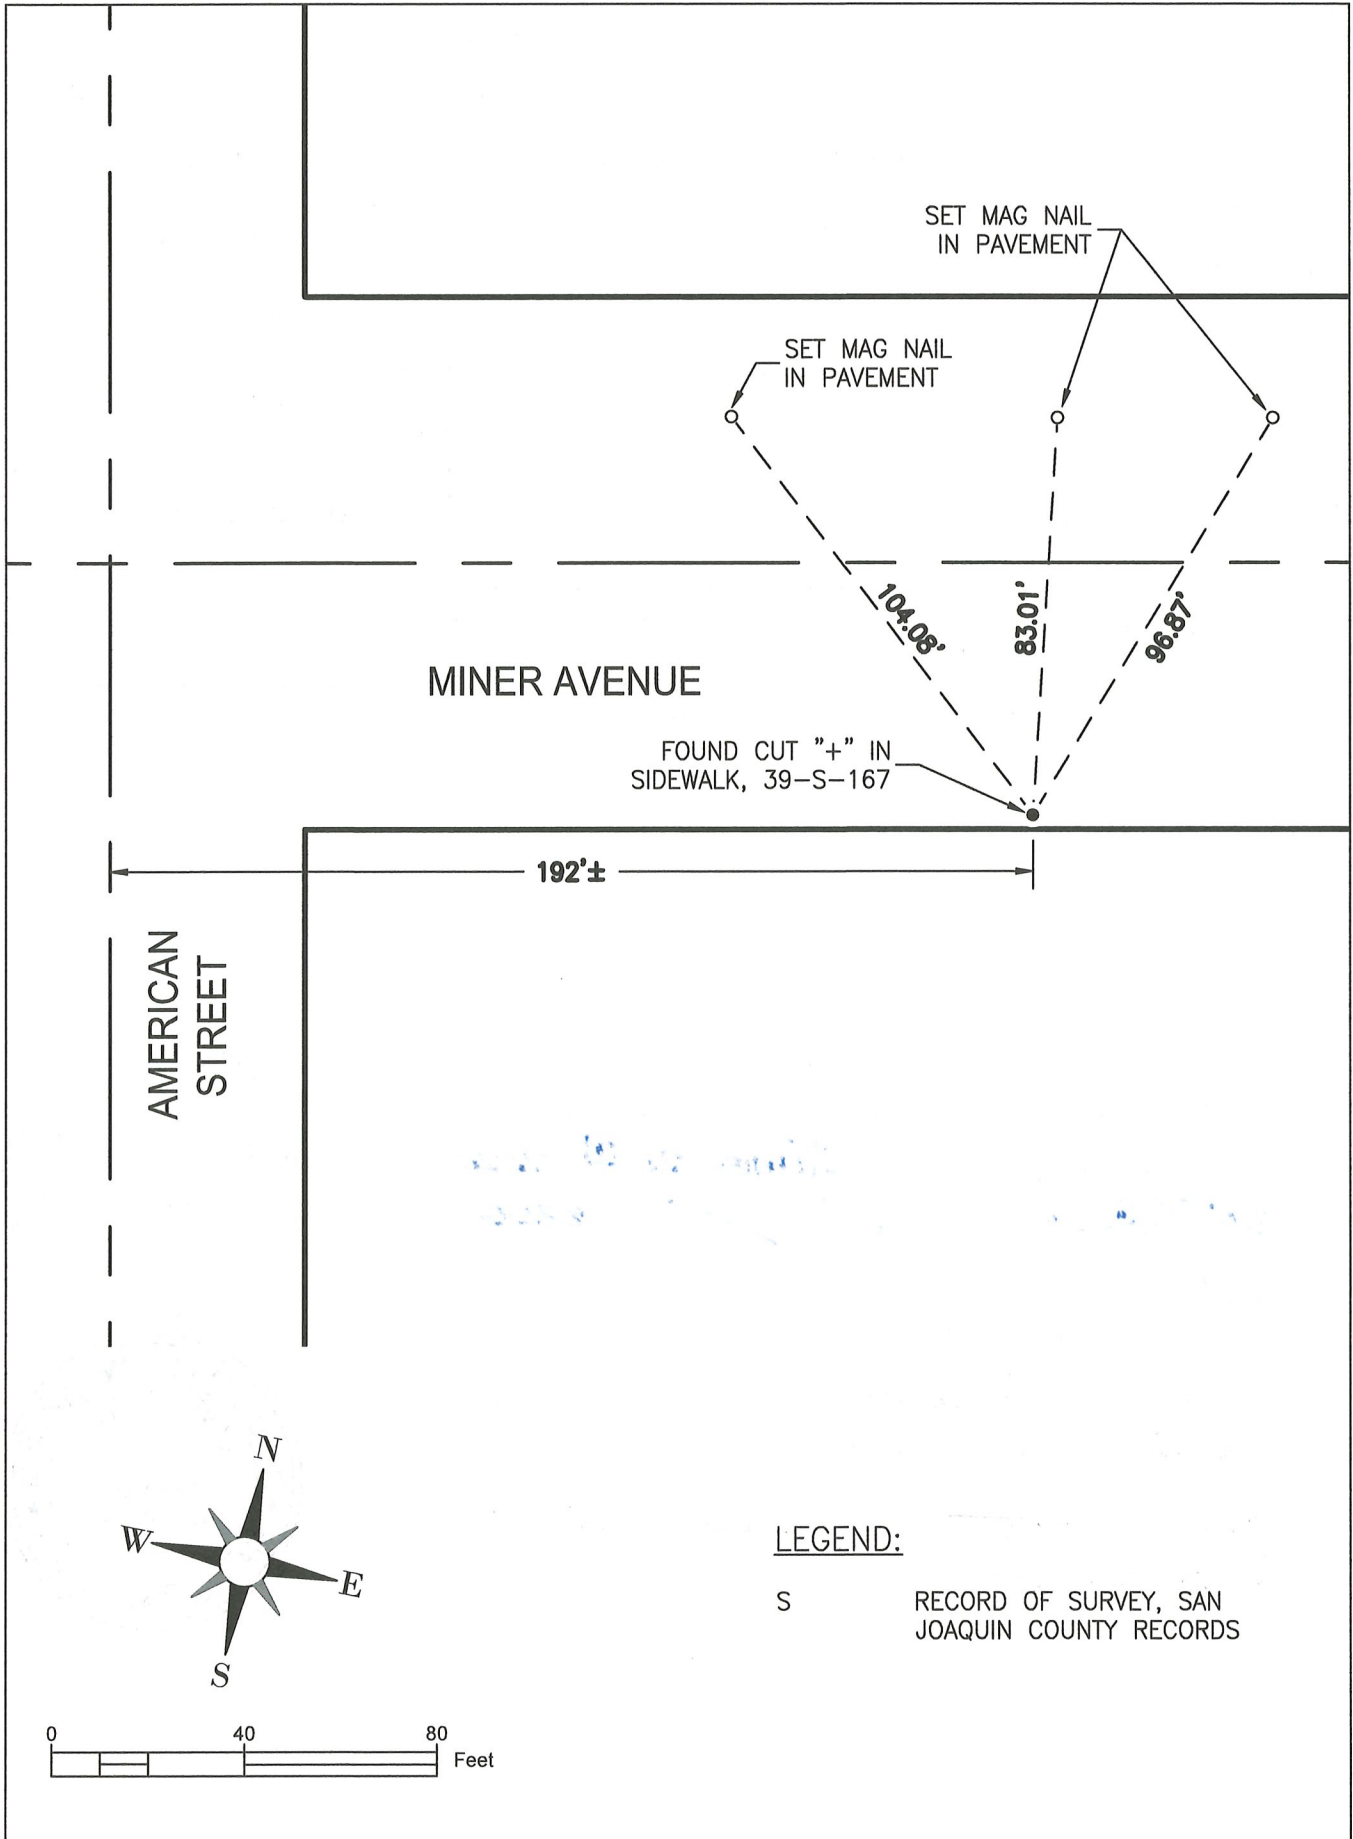 SET MAG NAIL
IN PAVEMENT
SET MAG NAIL
IN PAVEMENT
104.08'
83.01'
96.87'
MINER AVENUE
FOUND CUT "+" IN
SIDEWALK, 39-S-167
192'±
AMERICAN
STREET
N
W
E
S
LEGEND:
S RECORD OF SURVEY, SAN
JOAQUIN COUNTY RECORDS
0 40 80
Feet